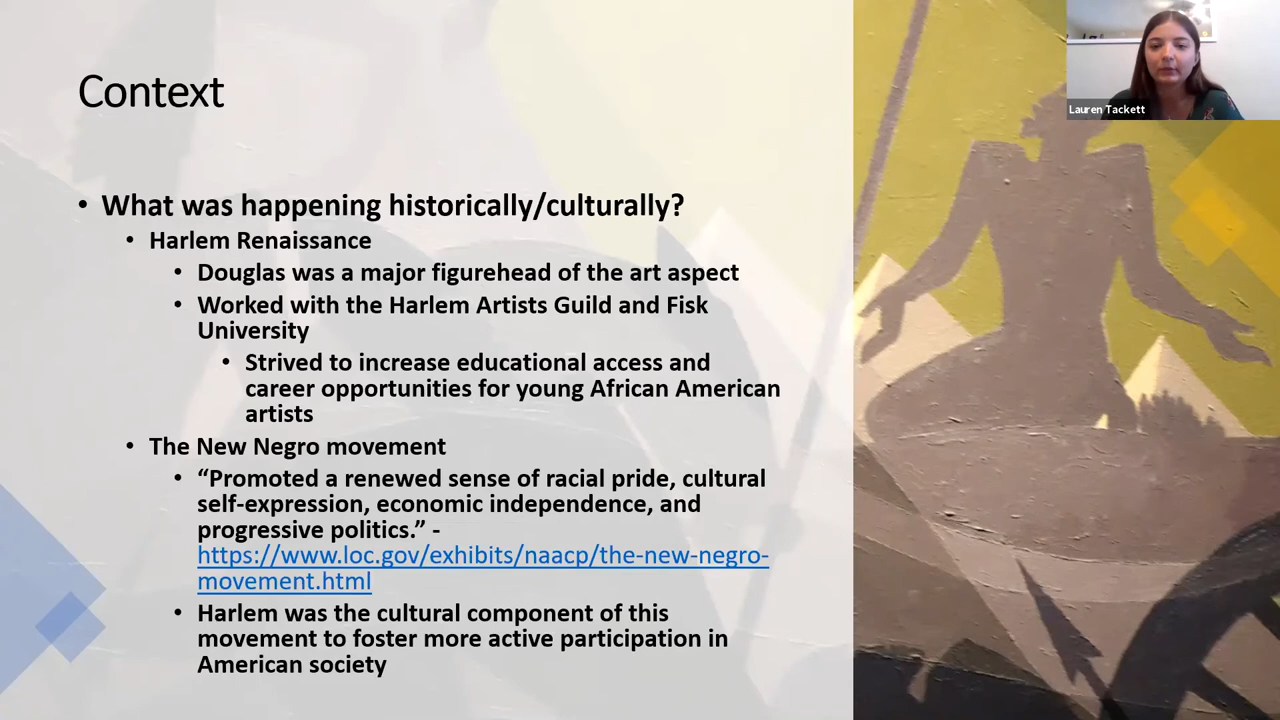 Lauren Tackett
Context
• What was happening historically/culturally?
• Harlem Renaissance
• Douglas was a major figurehead of the art aspect
• Worked with the Harlem Artists Guild and Fisk
University
• Strived to increase educational access and
career opportunities for young African American
artists
• The New Negro movement
• “Promoted a renewed sense of racial pride, cultural
self-expression, economic independence, and
progressive politics.” -
https://www.loc.gov/exhibits/naacp/the-new-negro-
movement.html
• Harlem was the cultural component of this
movement to foster more active participation in
American society